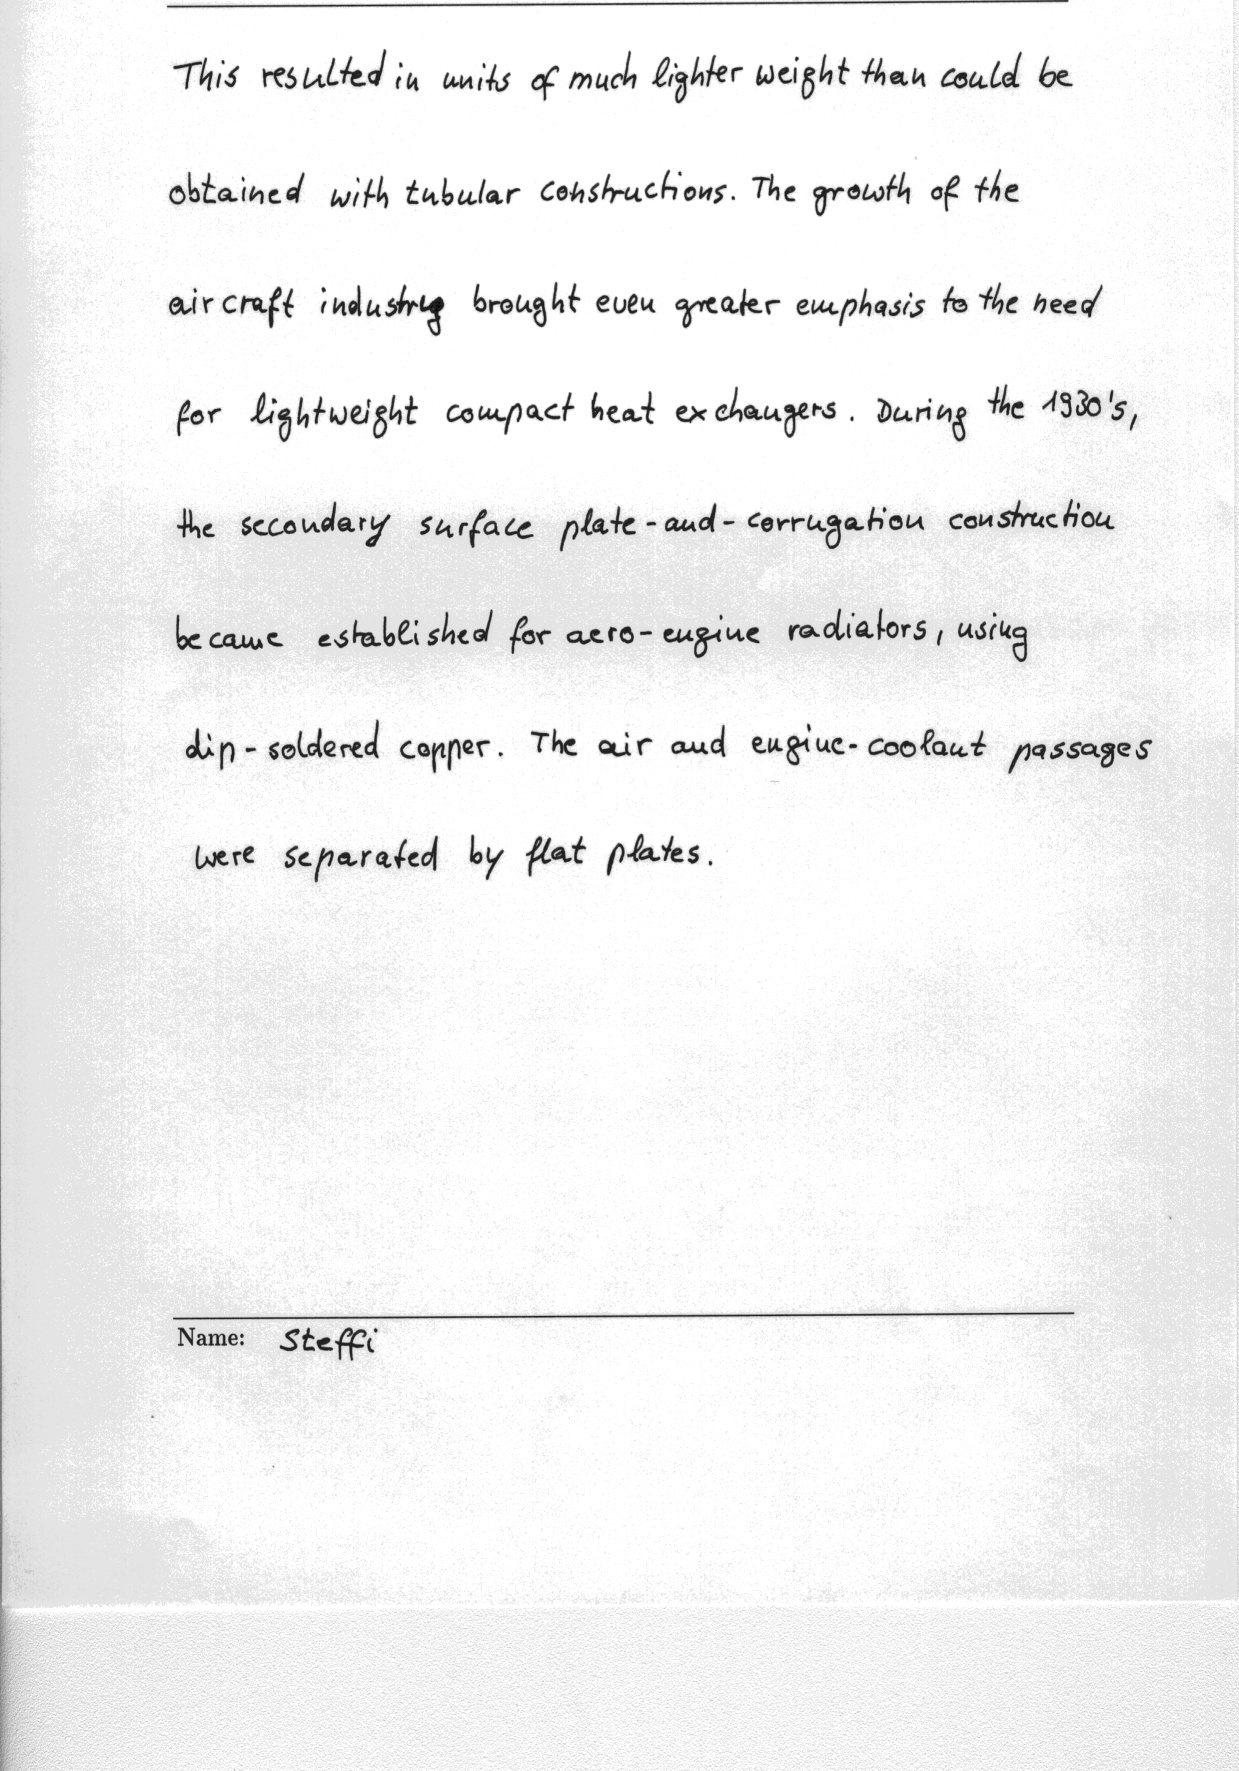 This resulted in units of much lighter weight than could be
obtained with tubular constructions. The growth of the
aircraft industry brought even greater emphasis to the need
for lightweight compact heat exchangers. During the 1930's,
the secondary surface plate-and-corrugation construction
became established for aero-engine radiators, using
dip-soldered copper. The air and engine-coolant passages
were separated by flat plates.
Name: Steffi